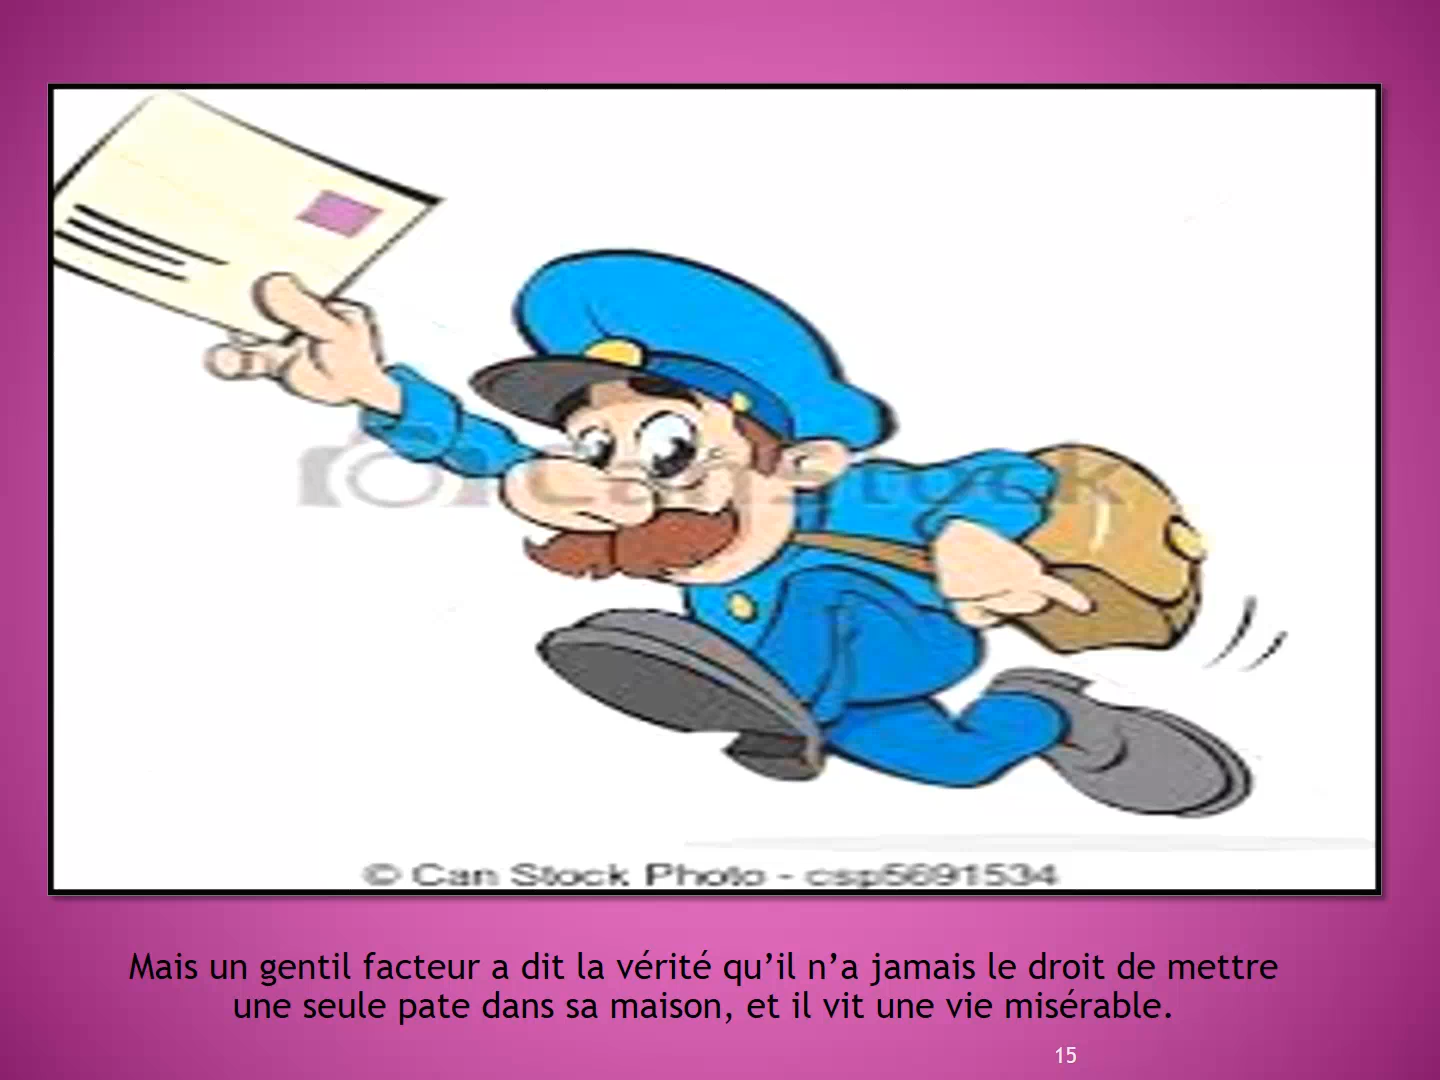 CanStock
© Can Stock Photo - csp5691534
Mais un gentil facteur a dit la vérité qu’il n’a jamais le droit de mettre
une seule pate dans sa maison, et il vit une vie misérable.
15